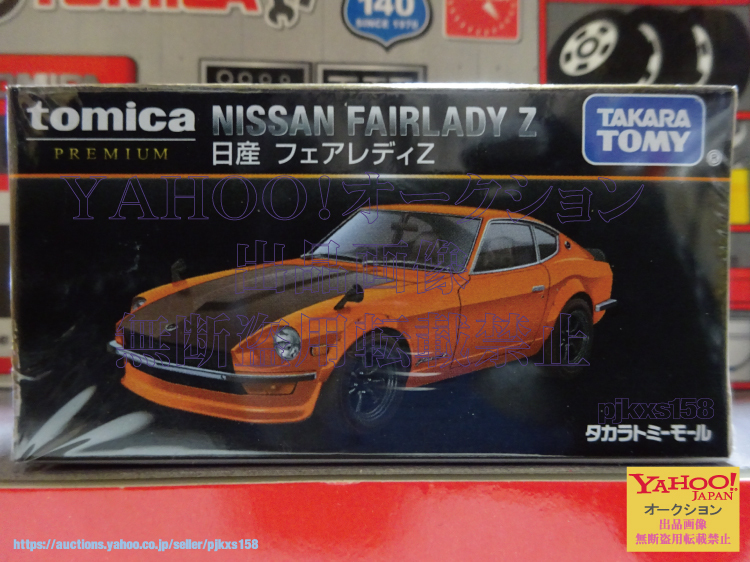 TOMICA
140
SINCE 1970
tomica
PREMIUM
NISSAN FAIRLADY Z
日産 フェアレディZ
TAKARA
TOMY
YAHOO!オークション
出品画像
無断盗用転載禁止
pjkxs158
タカラトミーモール
YAHOO!
JAPAN
オークション
出品画像
無断盗用転載禁止
https://auctions.yahoo.co.jp/seller/pjkxs158